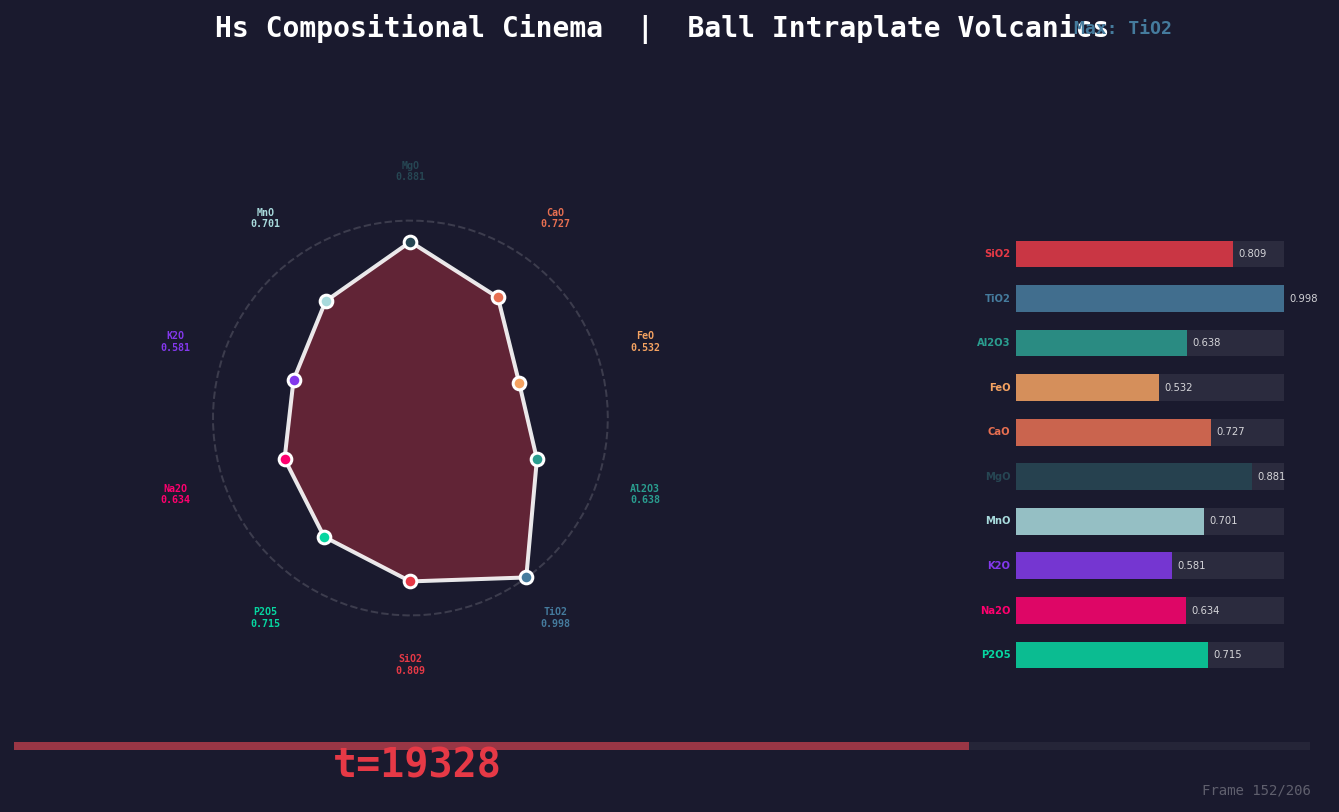 Hs Compositional Cinema | Ball Intraplate Volcanics
Max: TiO2
MgO
0.881
MnO
0.701
CaO
0.727
K2O
0.581
FeO
0.532
Na2O
0.634
Al2O3
0.638
P2O5
0.715
TiO2
0.998
SiO2
0.809
SiO2 0.809
TiO2 0.998
Al2O3 0.638
FeO 0.532
CaO 0.727
MgO 0.881
MnO 0.701
K2O 0.581
Na2O 0.634
P2O5 0.715
t=19328
Frame 152/206